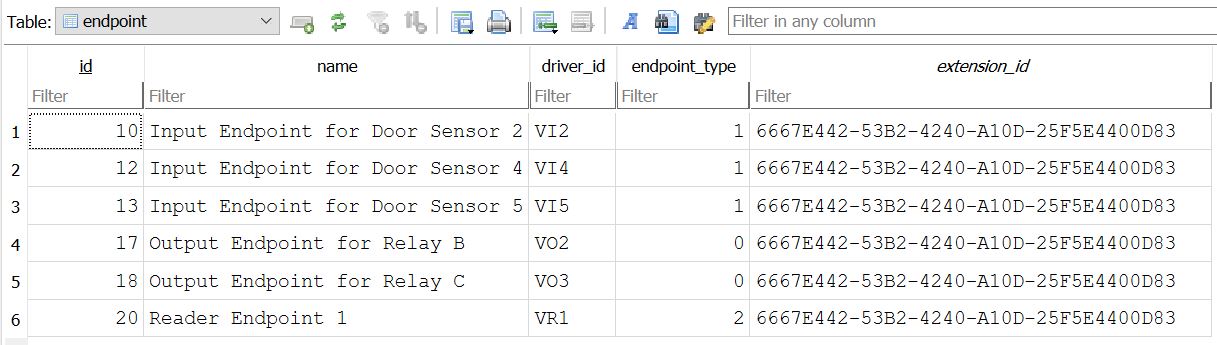 Table: endpoint Filter in any column
id name driver_id endpoint_type extension_id
Filter Filter Filter Filter Filter
1 10 Input Endpoint for Door Sensor 2 VI2 1 6667E442-53B2-4240-A10D-25F5E4400D83
2 12 Input Endpoint for Door Sensor 4 VI4 1 6667E442-53B2-4240-A10D-25F5E4400D83
3 13 Input Endpoint for Door Sensor 5 VI5 1 6667E442-53B2-4240-A10D-25F5E4400D83
4 17 Output Endpoint for Relay B VO2 0 6667E442-53B2-4240-A10D-25F5E4400D83
5 18 Output Endpoint for Relay C VO3 0 6667E442-53B2-4240-A10D-25F5E4400D83
6 20 Reader Endpoint 1 VR1 2 6667E442-53B2-4240-A10D-25F5E4400D83